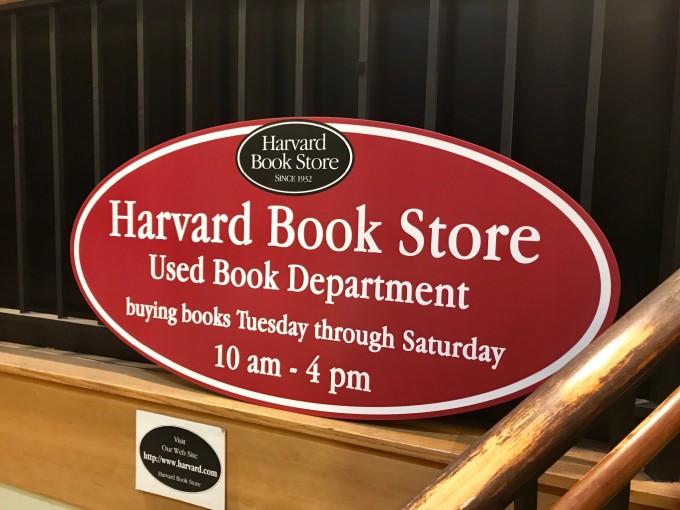 Harvard
Book Store
SINCE 1932
Harvard Book Store
Used Book Department
buying books Tuesday through Saturday
10 am - 4 pm
Visit
Our Web Site
http://www.harvard.com
Harvard Book Store